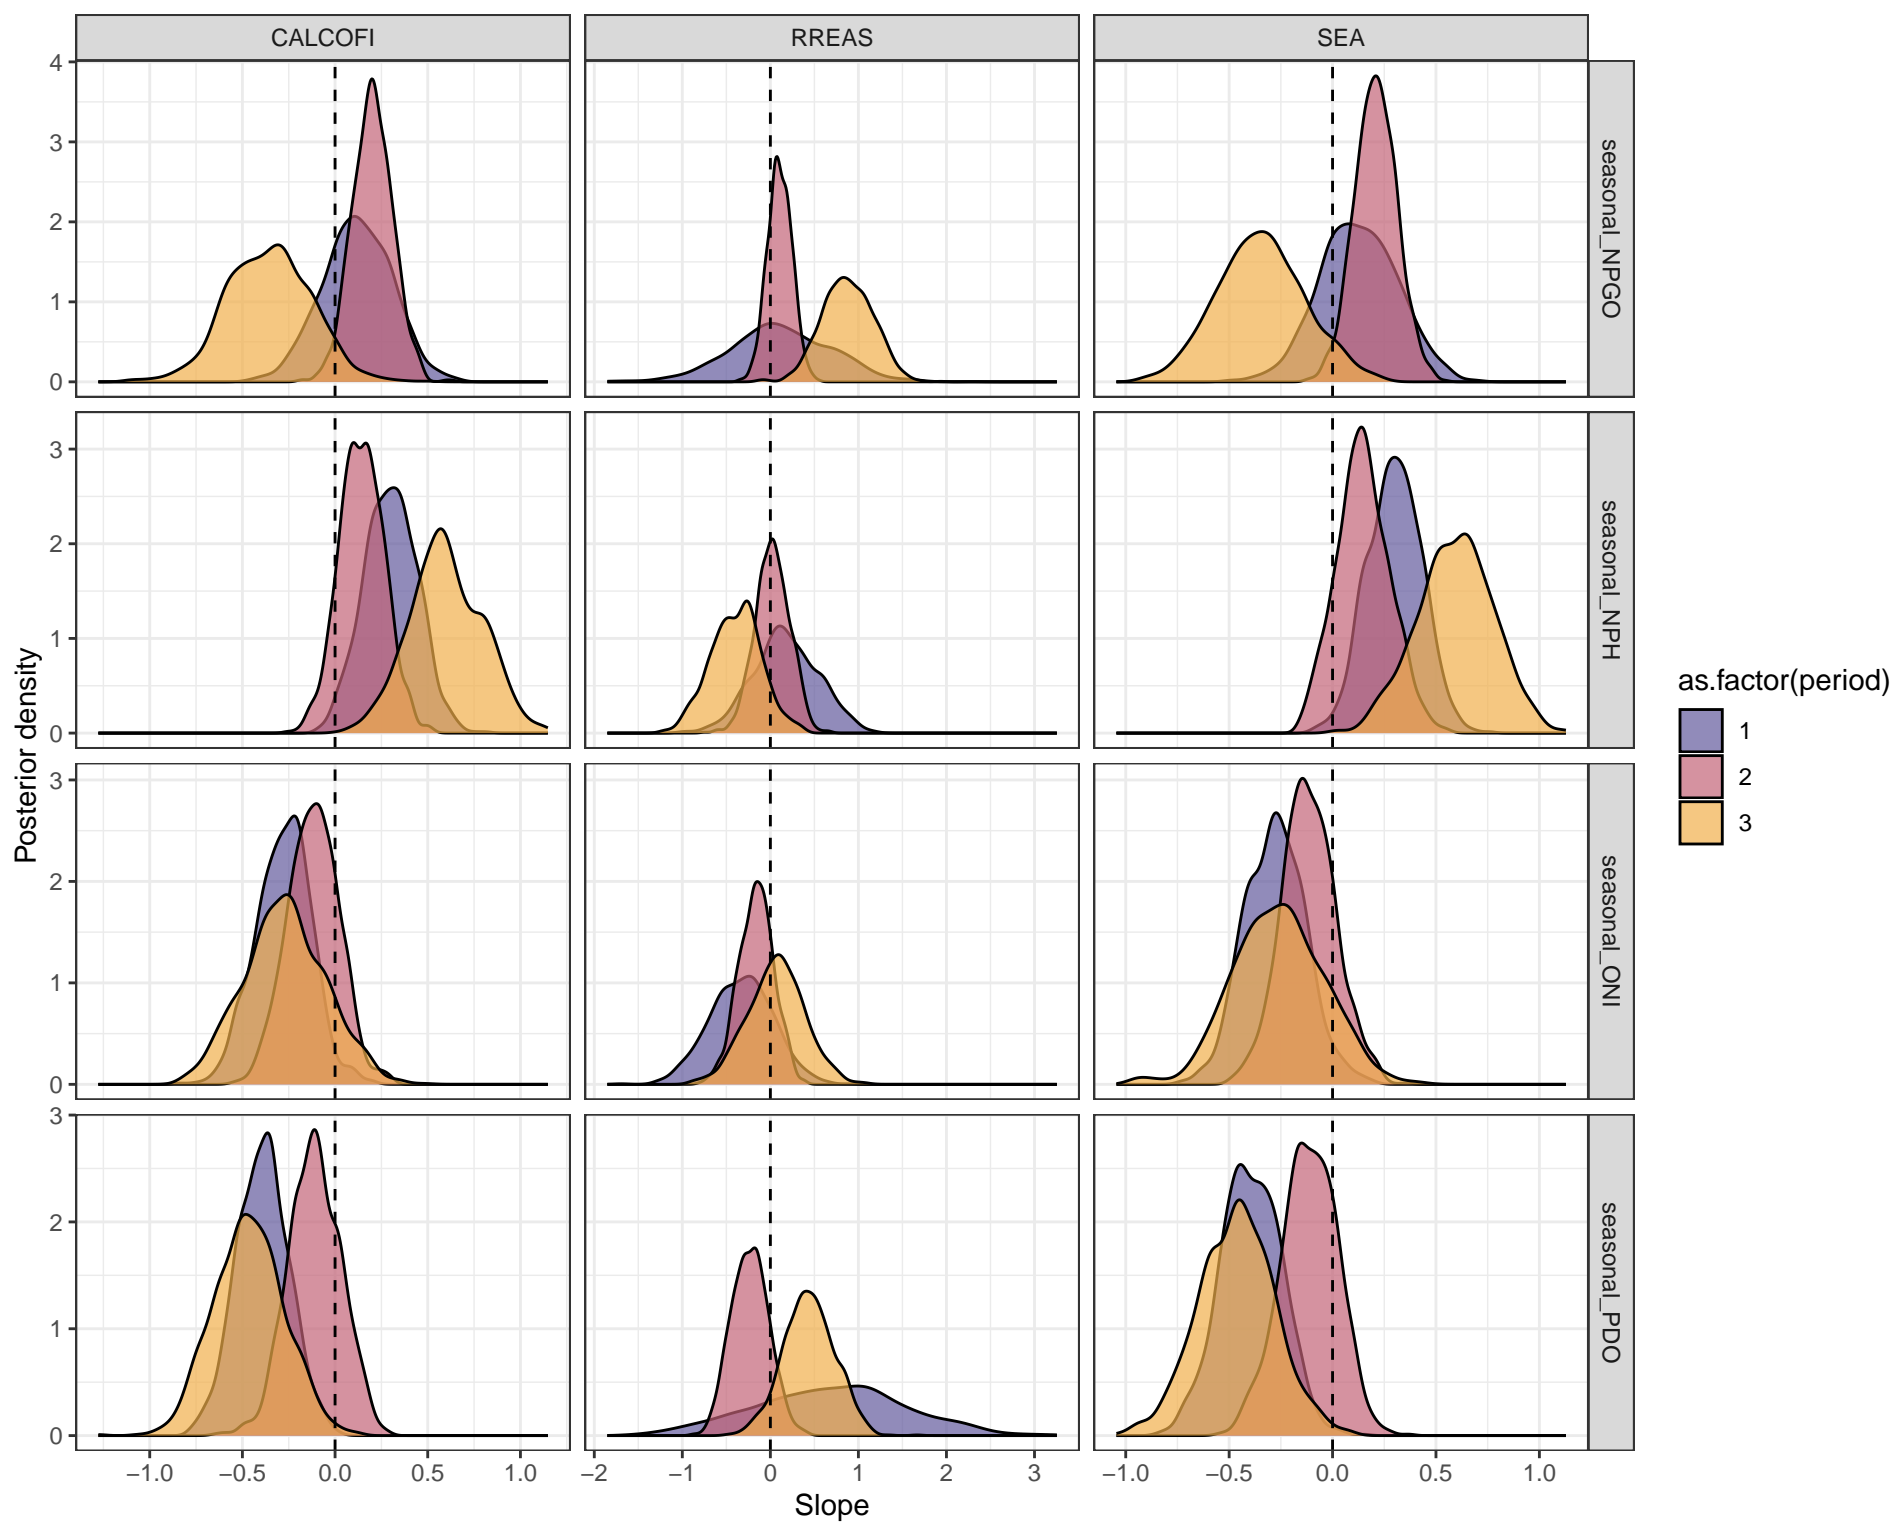 CALCOFI RREAS SEA
4
3
2
1
0
seasonal_NPGO
3
2
1
0
seasonal_NPH
3
2
1
0
seasonal_ONI
3
2
1
0
seasonal_PDO
−1.0 −0.5 0.0 0.5 1.0
−2 −1 0 1 2 3
−1.0 −0.5 0.0 0.5 1.0
Slope
Posterior density
as.factor(period)
1
2
3